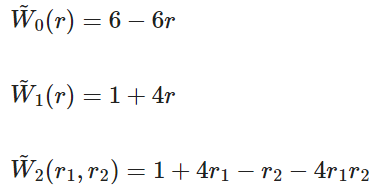 W̃₀(r) = 6 − 6r
W̃₁(r) = 1 + 4r
W̃₂(r₁, r₂) = 1 + 4r₁ − r₂ − 4r₁r₂